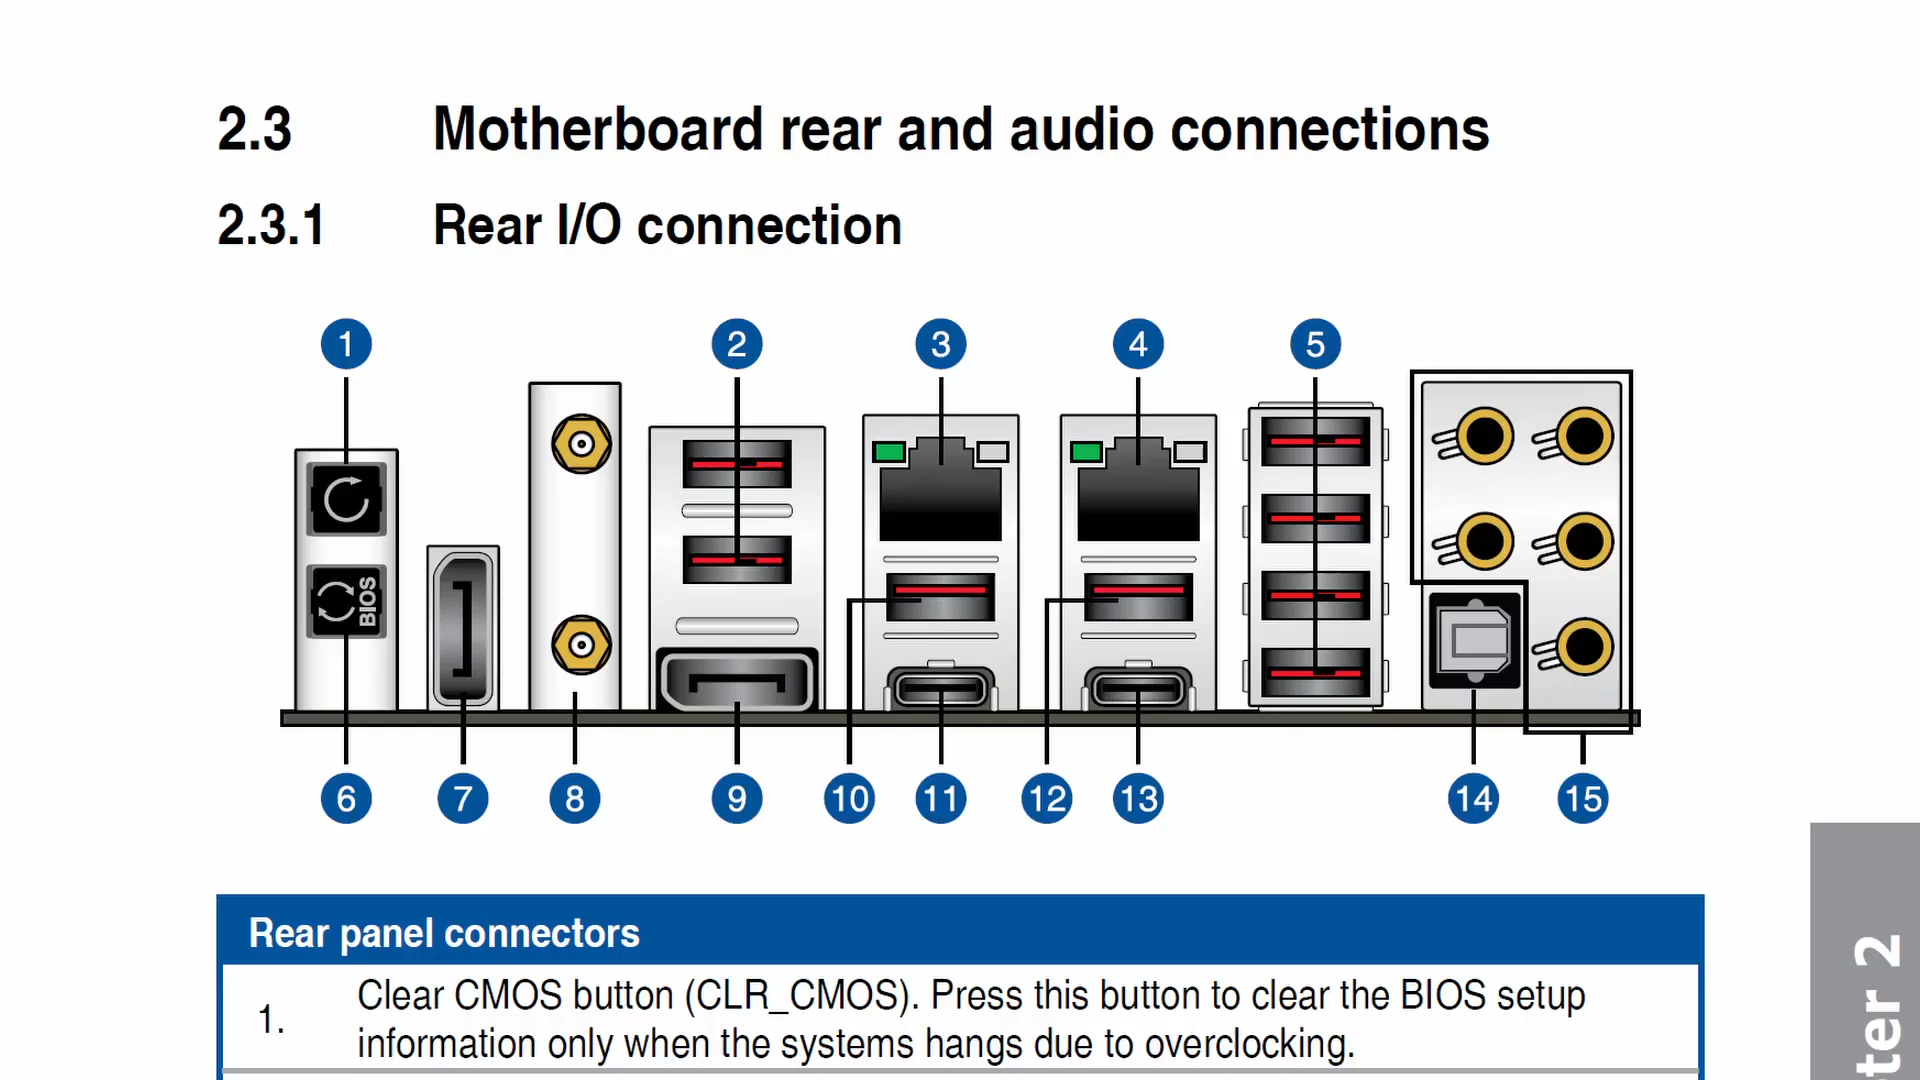 2.3 Motherboard rear and audio connections
2.3.1 Rear I/O connection
1 2 3 4 5
BIOS
6 7 8 9 10 11 12 13 14 15
Rear panel connectors
1. Clear CMOS button (CLR_CMOS). Press this button to clear the BIOS setup
information only when the systems hangs due to overclocking.
ter 2